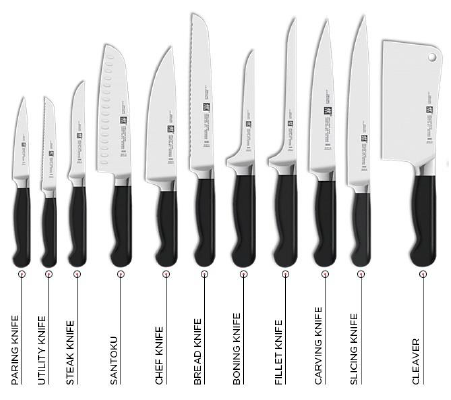 PARING KNIFE
UTILITY KNIFE
STEAK KNIFE
SANTOKU
CHEF KNIFE
BREAD KNIFE
BONING KNIFE
FILLET KNIFE
CARVING KNIFE
SLICING KNIFE
CLEAVER